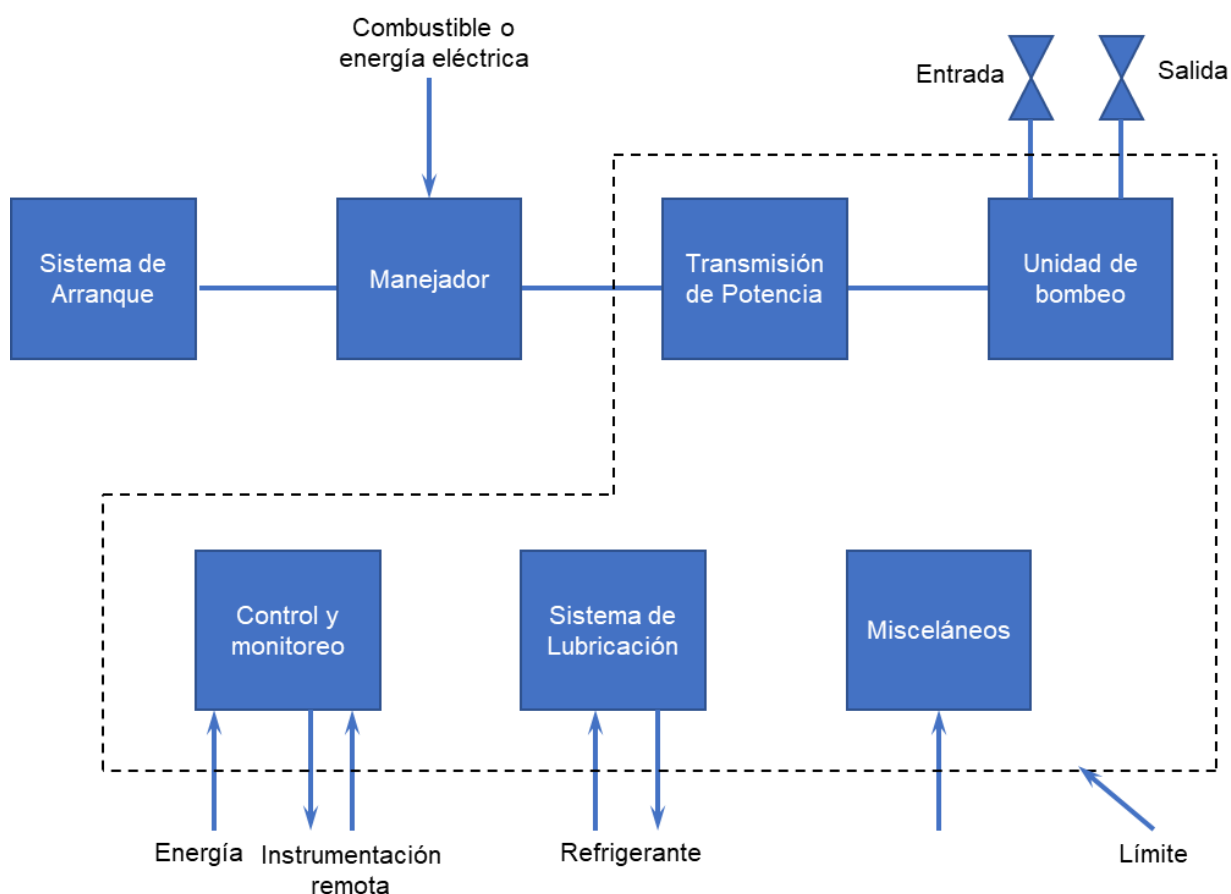 Combustible o
energía eléctrica
Entrada
Salida
Sistema de
Arranque
Manejador
Transmisión
de Potencia
Unidad de
bombeo
Control y
monitoreo
Sistema de
Lubricación
Misceláneos
Energía
Instrumentación
remota
Refrigerante
Límite